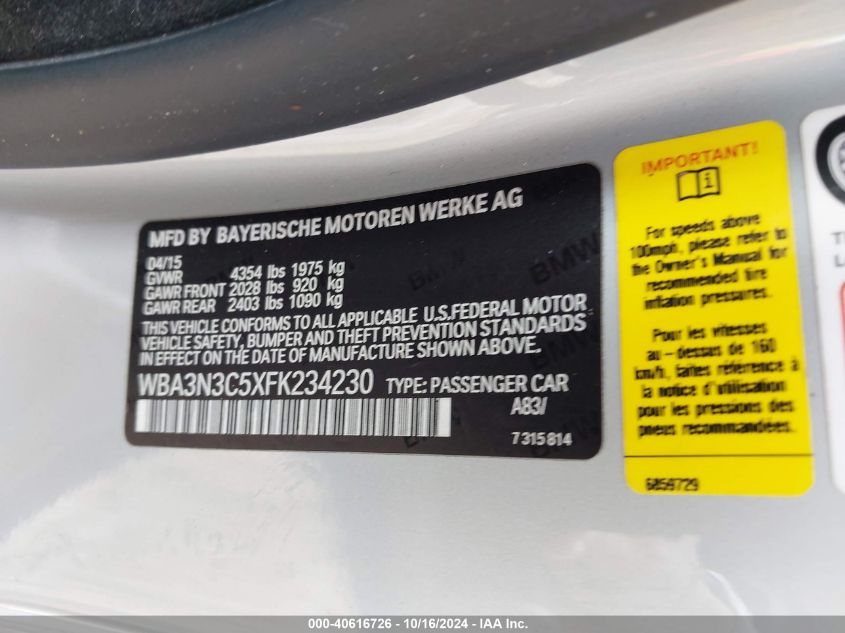 MFD BY BAYERISCHE MOTOREN WERKE AG
04/15
GVWR 4354 lbs 1975 kg
GAWR FRONT 2028 lbs 920 kg
GAWR REAR 2403 lbs 1090 kg
THIS VEHICLE CONFORMS TO ALL APPLICABLE U.S.FEDERAL MOTOR
VEHICLE SAFETY, BUMPER AND THEFT PREVENTION STANDARDS
IN EFFECT ON THE DATE OF MANUFACTURE SHOWN ABOVE.
WBA3N3C5XFK234230 TYPE: PASSENGER CAR
A83/
7315814
IMPORTANT!
For speeds above
100mph, please refer to
the Owner's Manual for
recommended tire
inflation pressures.
Pour les vitesses
au-dessus de 160
km/h, faites référence
au guide d'utilisation
pour les pressions des
pneus recommandées.
6859729
000-40616726 - 10/16/2024 - IAA Inc.